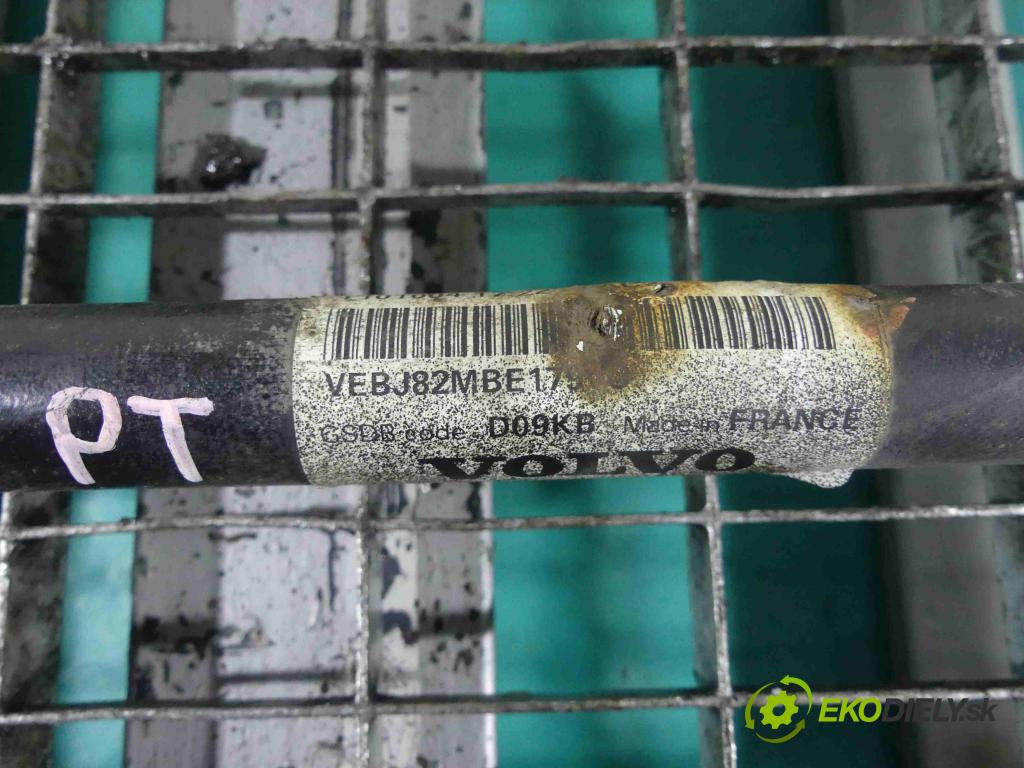 VEBJ82MBE17
PT
GSDB code D09KB Made in FRANCE
VOLVO
EKODIELY.sk